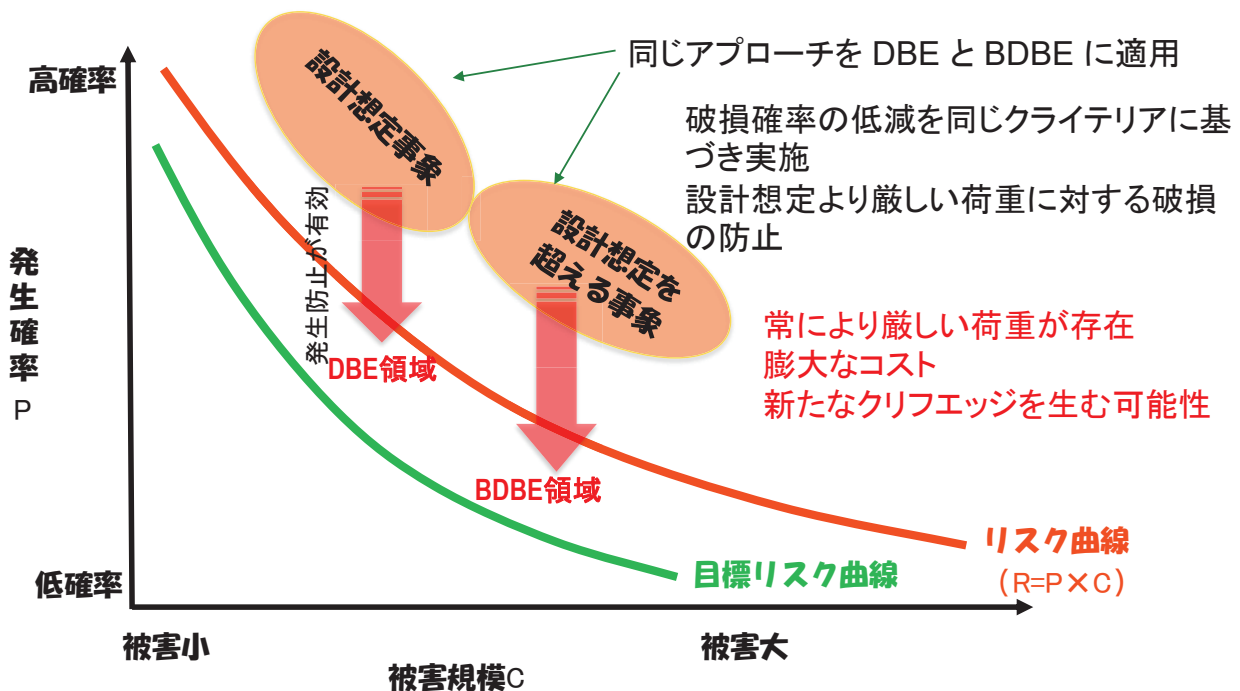 同じアプローチを DBE と BDBE に適用
高確率
設計想定事象
破損確率の低減を同じクライテリアに基
づき実施
設計想定より厳しい荷重に対する破損
の防止
発生防止が有効
設計想定を
超える事象
発生確率
P
常により厳しい荷重が存在
膨大なコスト
新たなクリフエッジを生む可能性
DBE領域
BDBE領域
リスク曲線
(R=P×C)
目標リスク曲線
低確率
被害小
被害大
被害規模C